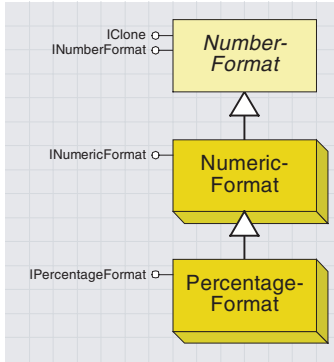 IClone
INumberFormat
Number-
Format
INumericFormat
Numeric-
Format
IPercentageFormat
Percentage-
Format